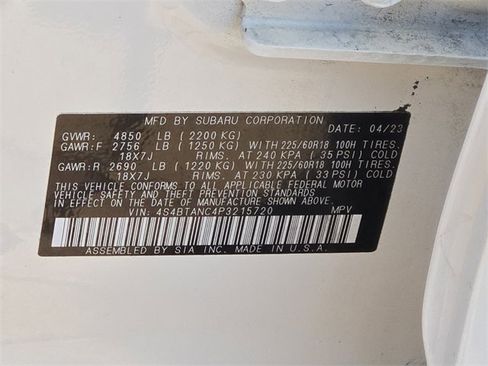 MFD BY SUBARU CORPORATION
GVWR: 4850 LB (2200 KG) DATE: 04/23
GAWR:F 2756 LB (1250 KG) WITH 225/60R18 100H TIRES,
18X7J RIMS, AT 240 KPA (35 PSI) COLD
GAWR:R 2690 LB (1220 KG) WITH 225/60R18 100H TIRES,
18X7J RIMS, AT 230 KPA (33 PSI) COLD
THIS VEHICLE CONFORMS TO ALL APPLICABLE FEDERAL MOTOR
VEHICLE SAFETY AND THEFT PREVENTION STANDARDS
IN EFFECT ON THE DATE OF MANUFACTURE SHOWN ABOVE.
VIN: 4S4BTANC4P3215720 MPV
ASSEMBLED BY SIA INC. MADE IN U.S.A.